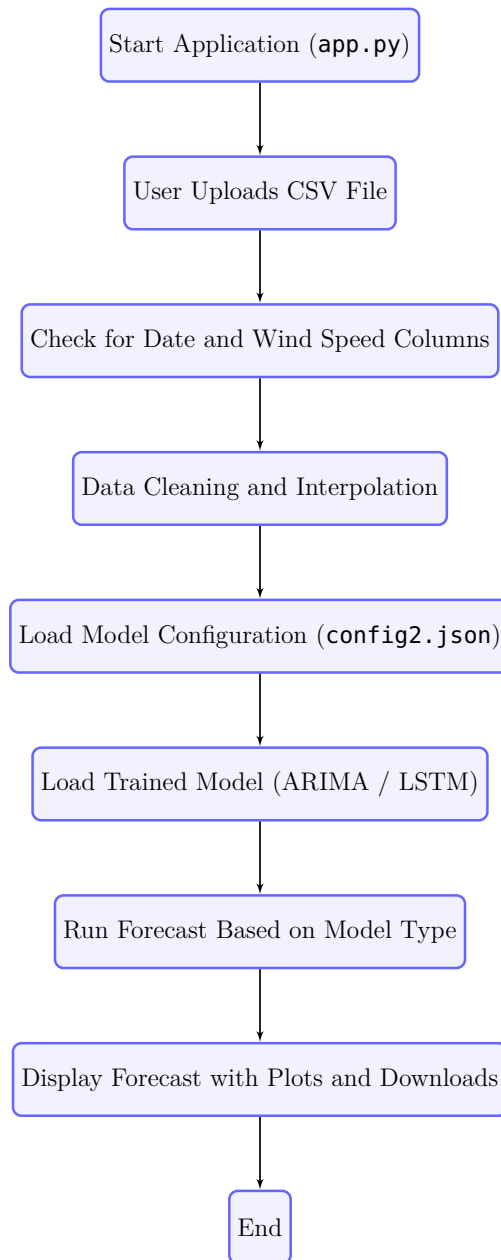 Start Application (app.py)
User Uploads CSV File
Check for Date and Wind Speed Columns
Data Cleaning and Interpolation
Load Model Configuration (config2.json)
Load Trained Model (ARIMA / LSTM)
Run Forecast Based on Model Type
Display Forecast with Plots and Downloads
End